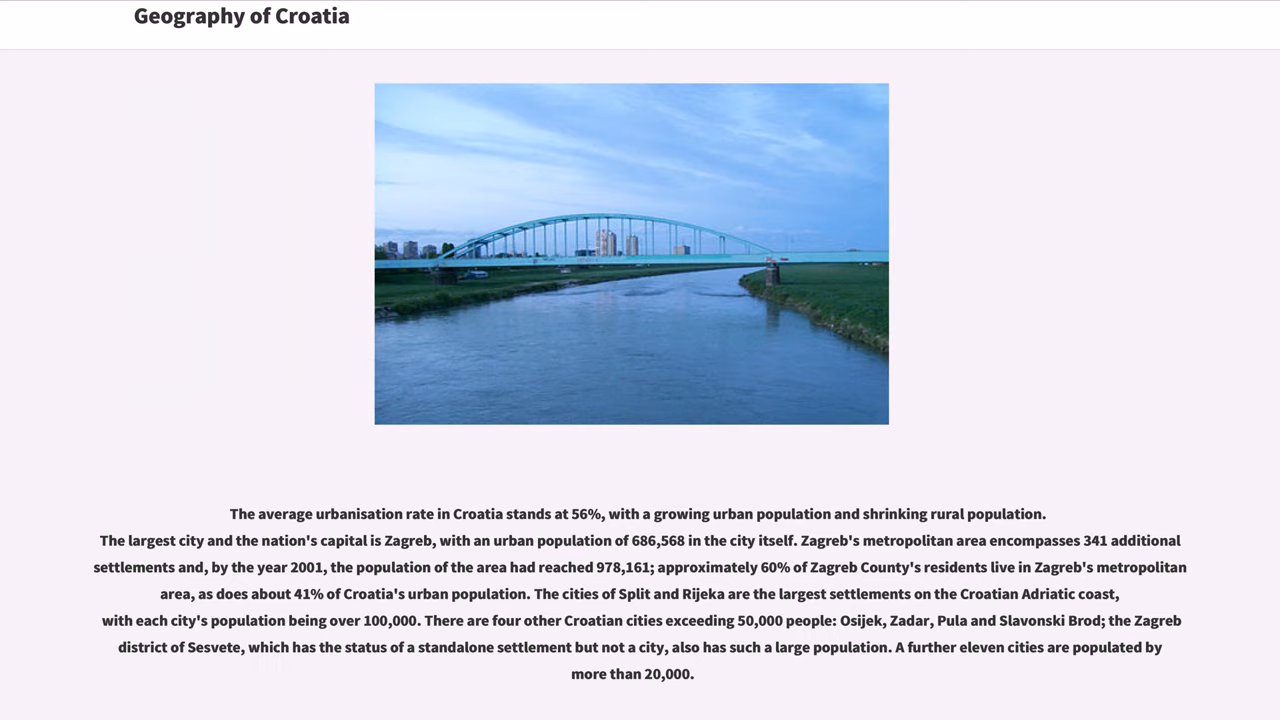 Geography of Croatia
The average urbanisation rate in Croatia stands at 56%, with a growing urban population and shrinking rural population.
The largest city and the nation's capital is Zagreb, with an urban population of 686,568 in the city itself. Zagreb's metropolitan area encompasses 341 additional
settlements and, by the year 2001, the population of the area had reached 978,161; approximately 60% of Zagreb County's residents live in Zagreb's metropolitan
area, as does about 41% of Croatia's urban population. The cities of Split and Rijeka are the largest settlements on the Croatian Adriatic coast,
with each city's population being over 100,000. There are four other Croatian cities exceeding 50,000 people: Osijek, Zadar, Pula and Slavonski Brod; the Zagreb
district of Sesvete, which has the status of a standalone settlement but not a city, also has such a large population. A further eleven cities are populated by
more than 20,000.